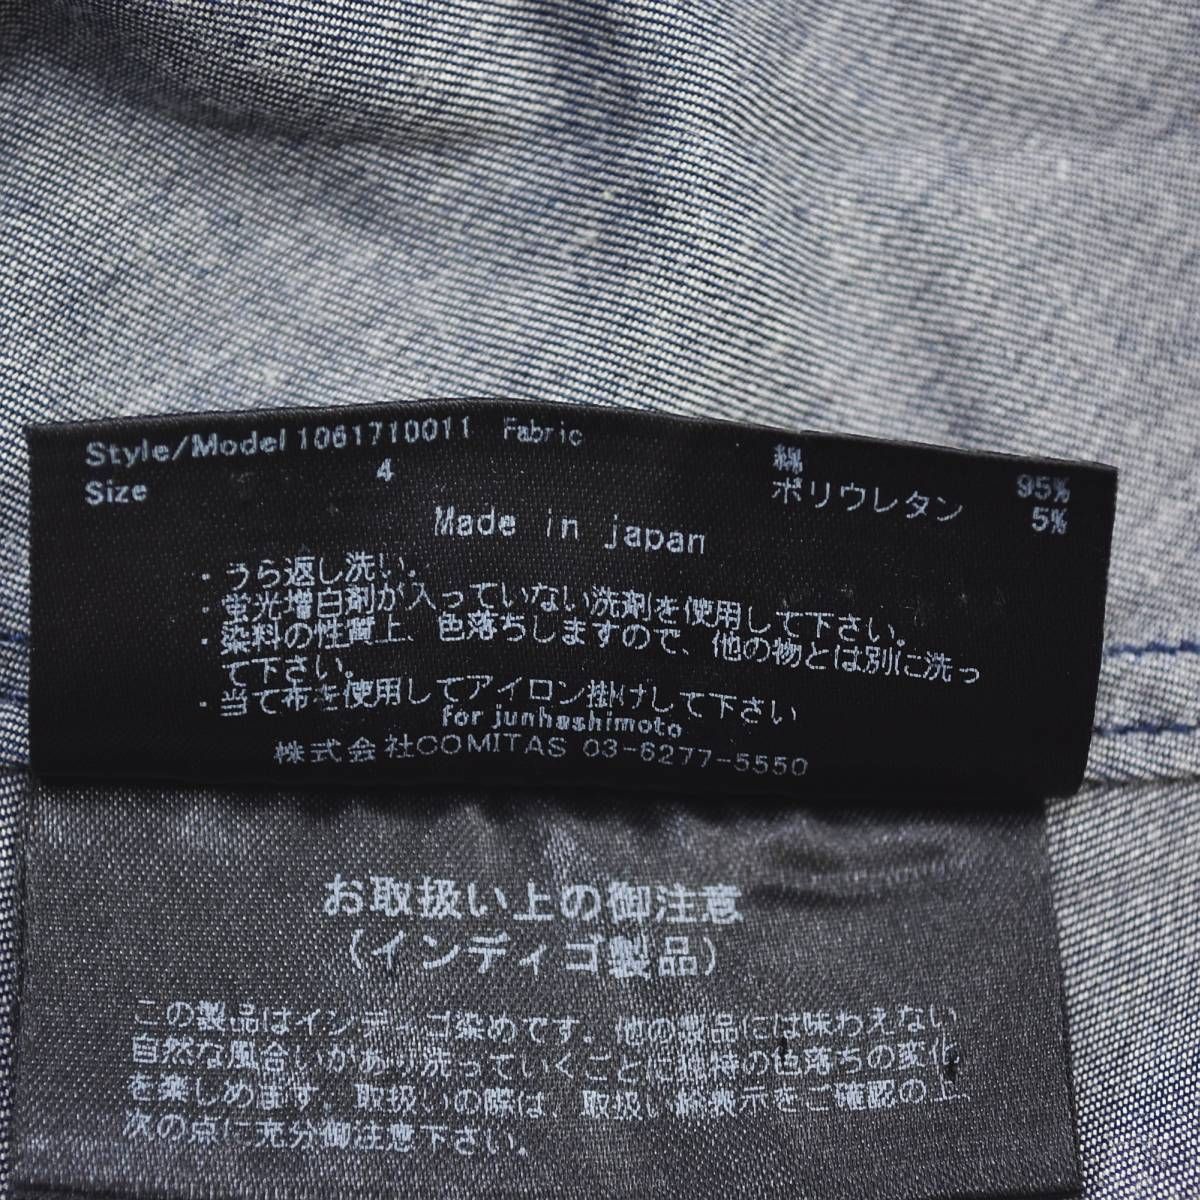 Style/Model 1061710011 Fabric 綿 95%
Size 4 ポリウレタン 5%
Made in japan
・うら返し洗い。
・蛍光増白剤が入っていない洗剤を使用して下さい。
・染料の性質上、色落ちしますので、他の物とは別に洗っ
て下さい。
・当て布を使用してアイロン掛けして下さい
for junhashimoto
株式会社COMITAS 03-6277-5550
お取扱い上の御注意
(インディゴ製品)
この製品はインディゴ染めです。他の製品には味わえない
自然な風合いがあり洗っていくごとに独特の色落ちの変化
を楽しめます。取扱いの際は、取扱い絵表示をご確認の上、
次の点に充分御注意下さい。